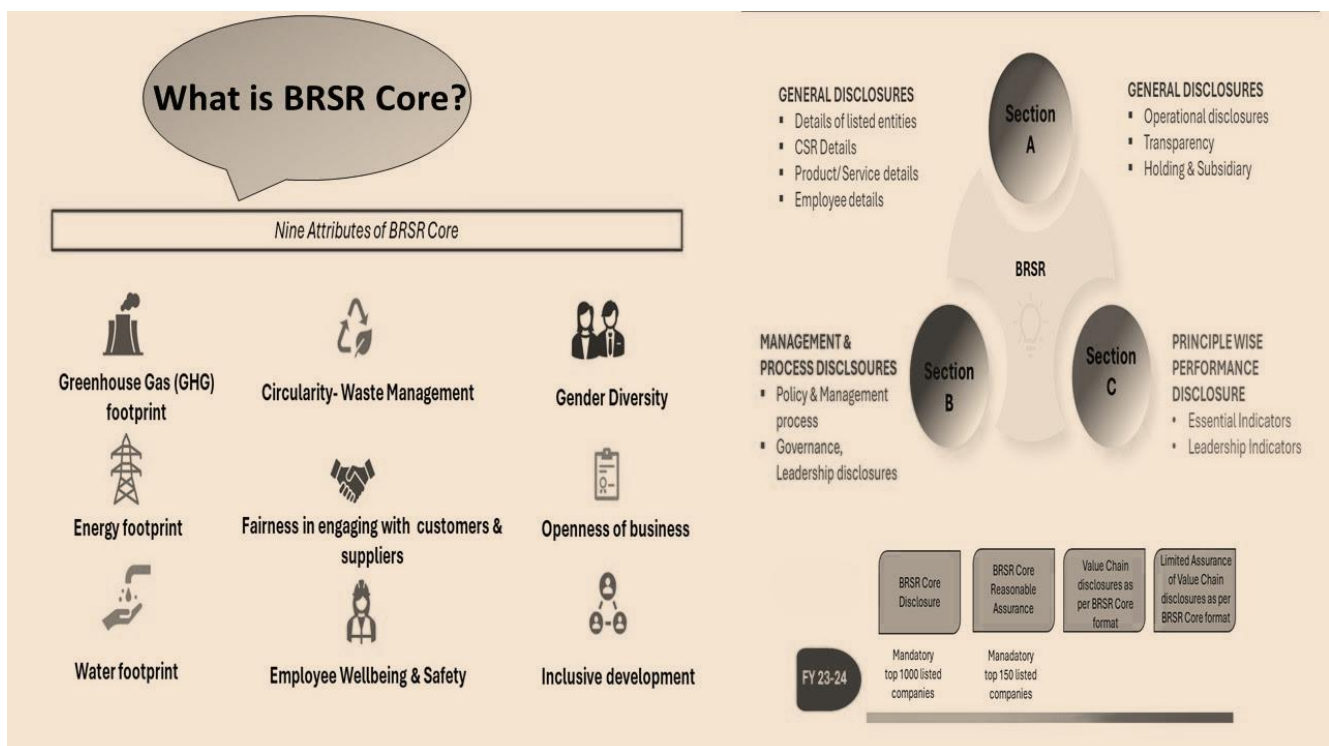 What is BRSR Core?
Nine Attributes of BRSR Core
Greenhouse Gas (GHG)
footprint
Circularity- Waste Management
Gender Diversity
Energy footprint
Fairness in engaging with customers &
suppliers
Openness of business
Water footprint
Employee Wellbeing & Safety
Inclusive development
GENERAL DISCLOSURES
▪ Details of listed entities
▪ CSR Details
▪ Product/Service details
▪ Employee details
Section
A
GENERAL DISCLOSURES
▪ Operational disclosures
▪ Transparency
▪ Holding & Subsidiary
BRSR
MANAGEMENT &
PROCESS DISCLSOURES
▪ Policy & Management
process
▪ Governance,
Leadership disclosures
Section
B
Section
C
PRINCIPLE WISE
PERFORMANCE
DISCLOSURE
• Essential Indicators
• Leadership Indicators
BRSR Core
Disclosure
BRSR Core
Reasonable
Assurance
Value Chain
disclosures as
per BRSR Core
format
Limited Assurance
of Value Chain
disclosures as per
BRSR Core format
FY 23-24
Mandatory
top 1000 listed
companies
Manadatory
top 150 listed
companies